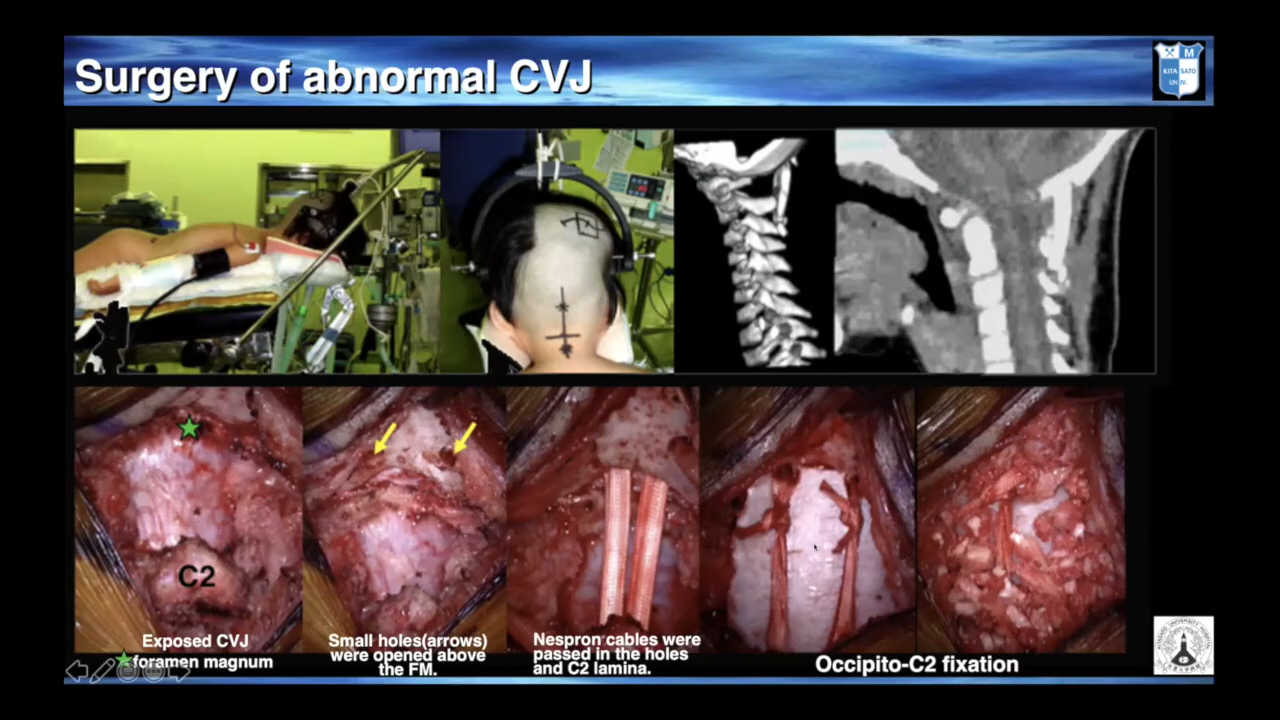 Surgery of abnormal CVJ
KITA SATO
UNIV.
C2
Exposed CVJ
foramen magnum
Small holes(arrows)
were opened above
the FM.
Nespron cables were
passed in the holes
and C2 lamina.
Occipito-C2 fixation